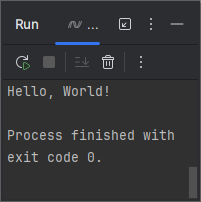 Run
...
Hello, World!
Process finished with
exit code 0.